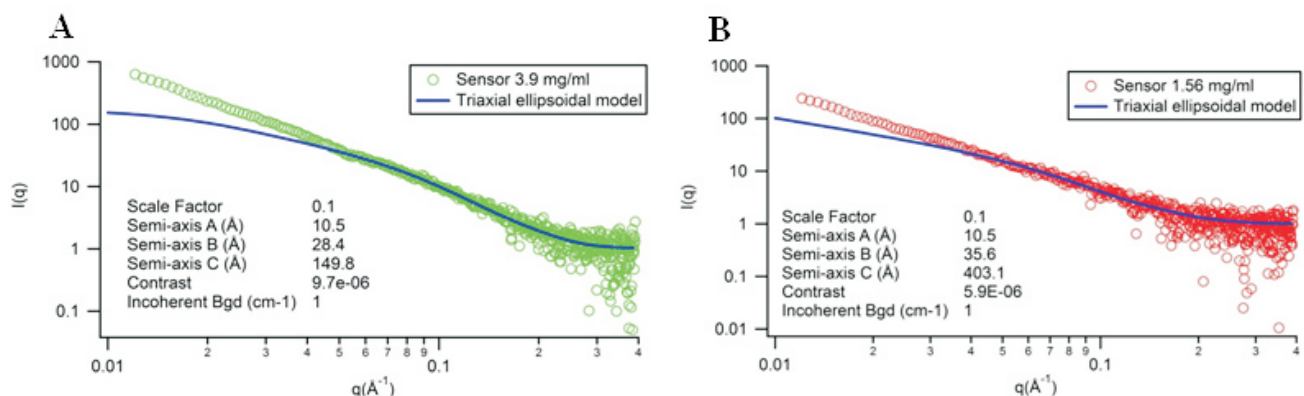 A
1000
100
10
1
0.1
I(q)
Sensor 3.9 mg/ml
Triaxial ellipsoidal model
Scale Factor 0.1
Semi-axis A (Å) 10.5
Semi-axis B (Å) 28.4
Semi-axis C (Å) 149.8
Contrast 9.7e-06
Incoherent Bgd (cm-1) 1
0.01 2 3 4 5 6 7 8 9 0.1 2 3 4
q(Å⁻¹)
B
1000
100
10
1
0.1
0.01
I(q)
Sensor 1.56 mg/ml
Triaxial ellipsoidal model
Scale Factor 0.1
Semi-axis A (Å) 10.5
Semi-axis B (Å) 35.6
Semi-axis C (Å) 403.1
Contrast 5.9E-06
Incoherent Bgd (cm-1) 1
0.01 2 3 4 5 6 7 8 9 0.1 2 3 4
q(Å⁻¹)